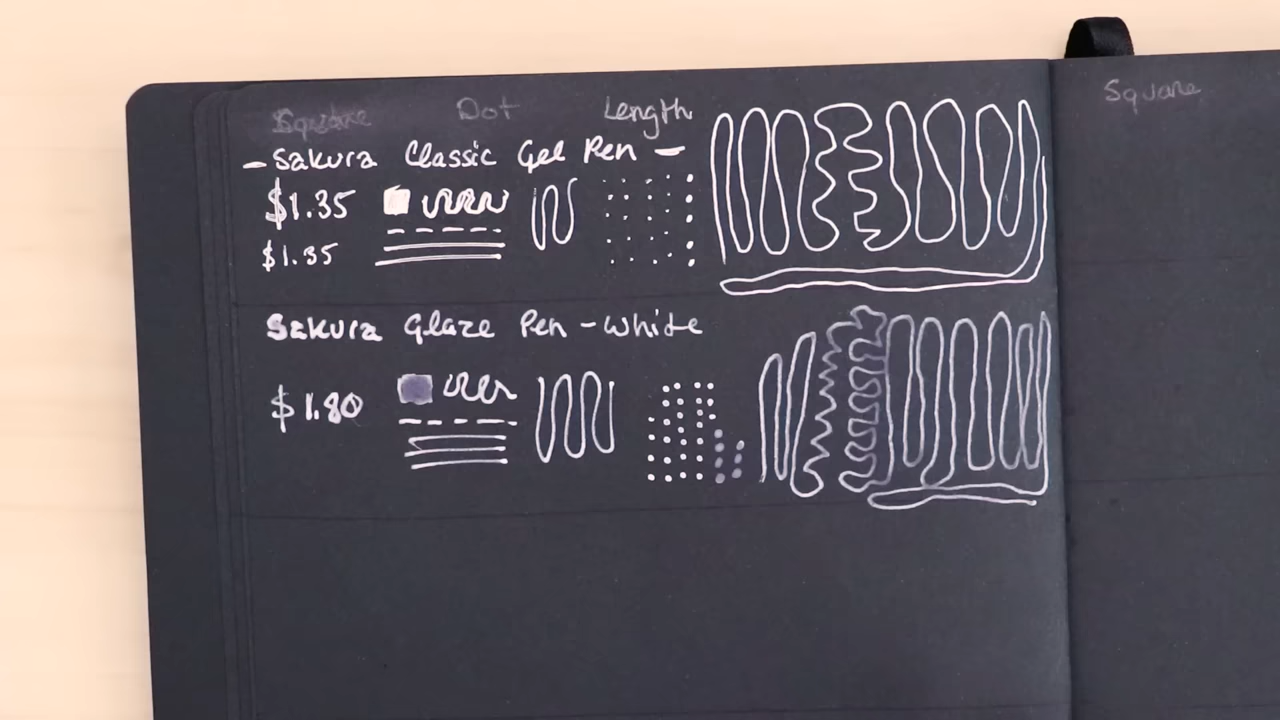 Square Dot Length
- Sakura Classic Gel Pen -
$1.35
$1.35
Sakura Glaze Pen - White
$1.80
Square